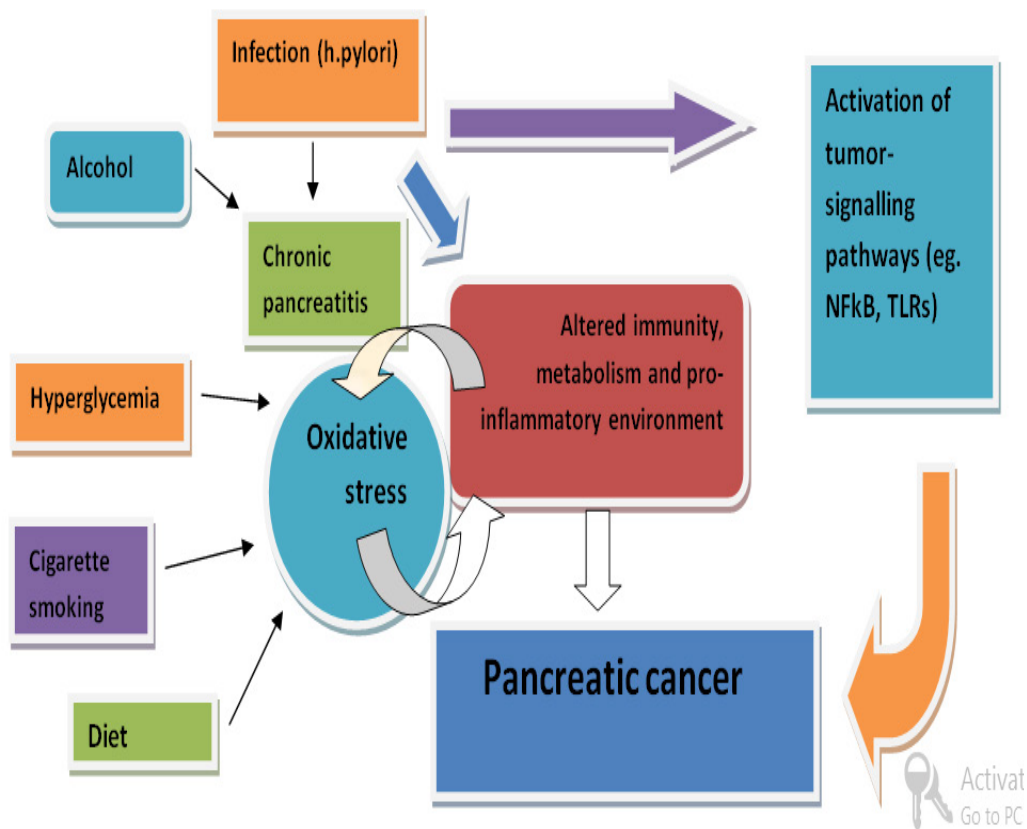 Infection (h.pylori)
Alcohol
Chronic
pancreatitis
Activation of
tumor-
signalling
pathways (eg.
NFkB, TLRs)
Altered immunity,
metabolism and pro-
inflammatory environment
Hyperglycemia
Oxidative
stress
Cigarette
smoking
Diet
Pancreatic cancer
Activat
Go to PC